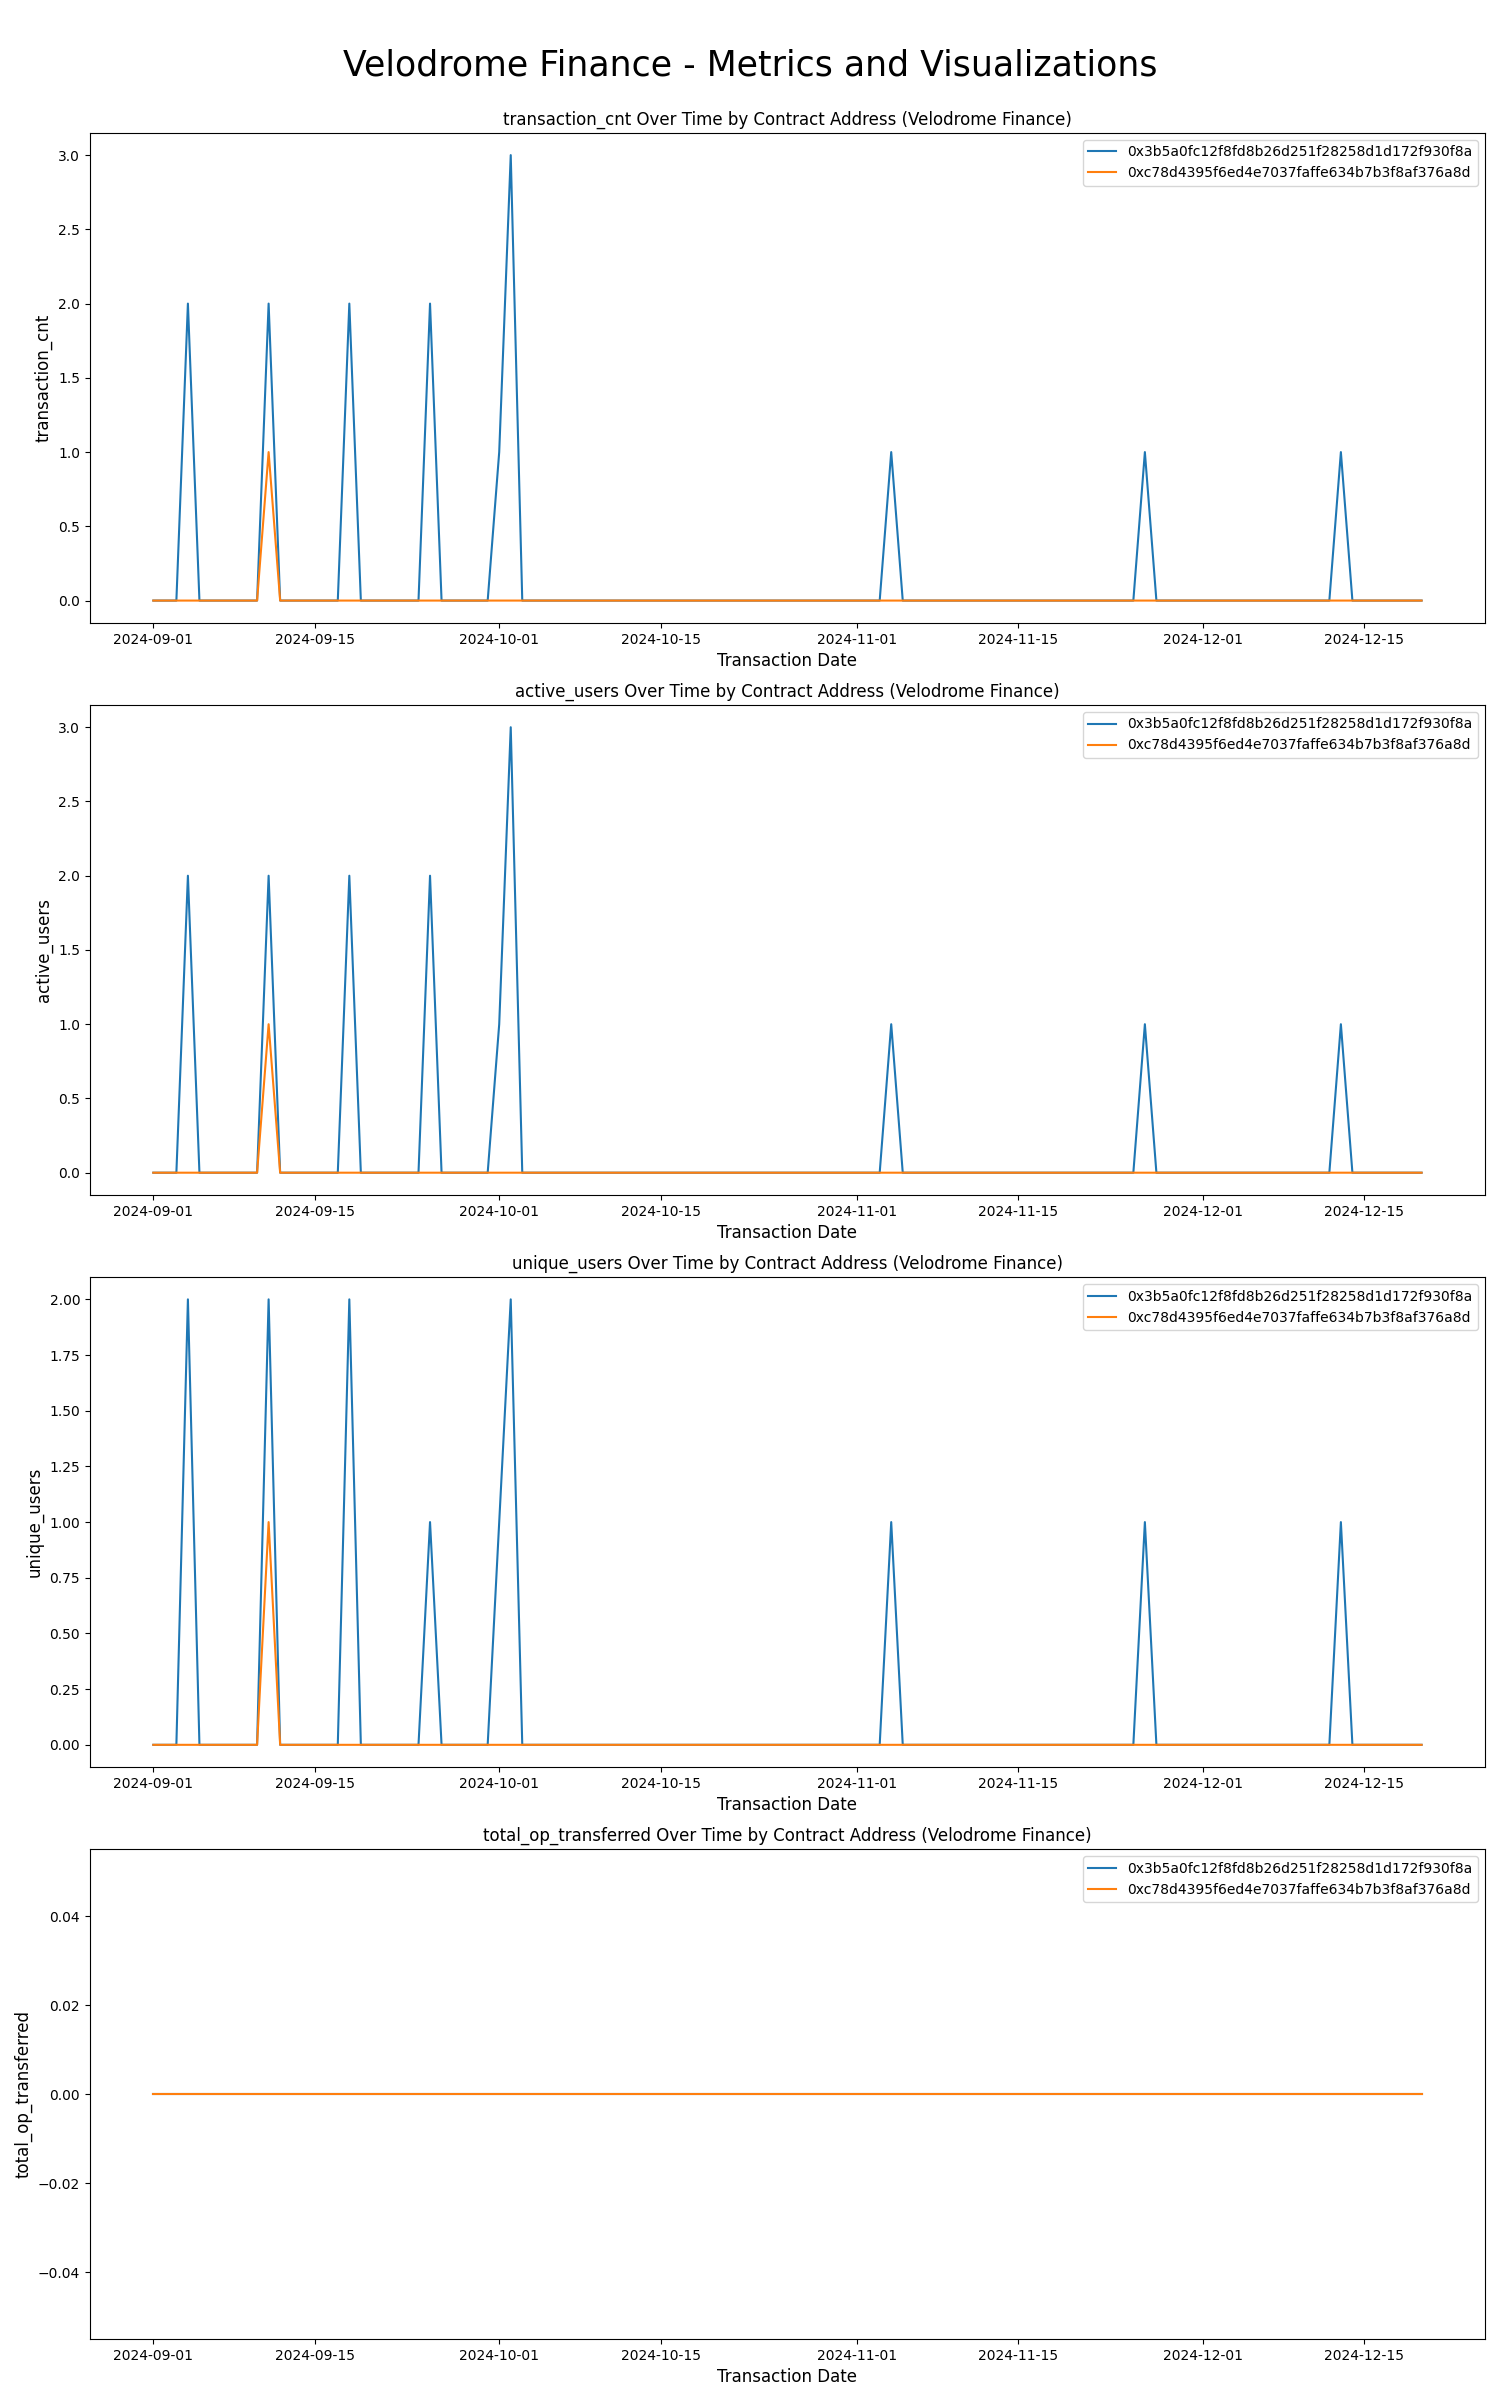 Velodrome Finance - Metrics and Visualizations
transaction_cnt Over Time by Contract Address (Velodrome Finance)
0x3b5a0fc12f8fd8b26d251f28258d1d172f930f8a
0xc78d4395f6ed4e7037faffe634b7b3f8af376a8d
3.0
2.5
2.0
1.5
1.0
0.5
0.0
transaction_cnt
2024-09-01 2024-09-15 2024-10-01 2024-10-15 2024-11-01 2024-11-15 2024-12-01 2024-12-15
Transaction Date
active_users Over Time by Contract Address (Velodrome Finance)
0x3b5a0fc12f8fd8b26d251f28258d1d172f930f8a
0xc78d4395f6ed4e7037faffe634b7b3f8af376a8d
3.0
2.5
2.0
1.5
1.0
0.5
0.0
active_users
2024-09-01 2024-09-15 2024-10-01 2024-10-15 2024-11-01 2024-11-15 2024-12-01 2024-12-15
Transaction Date
unique_users Over Time by Contract Address (Velodrome Finance)
0x3b5a0fc12f8fd8b26d251f28258d1d172f930f8a
0xc78d4395f6ed4e7037faffe634b7b3f8af376a8d
2.00
1.75
1.50
1.25
1.00
0.75
0.50
0.25
0.00
unique_users
2024-09-01 2024-09-15 2024-10-01 2024-10-15 2024-11-01 2024-11-15 2024-12-01 2024-12-15
Transaction Date
total_op_transferred Over Time by Contract Address (Velodrome Finance)
0x3b5a0fc12f8fd8b26d251f28258d1d172f930f8a
0xc78d4395f6ed4e7037faffe634b7b3f8af376a8d
0.04
0.02
0.00
−0.02
−0.04
total_op_transferred
2024-09-01 2024-09-15 2024-10-01 2024-10-15 2024-11-01 2024-11-15 2024-12-01 2024-12-15
Transaction Date